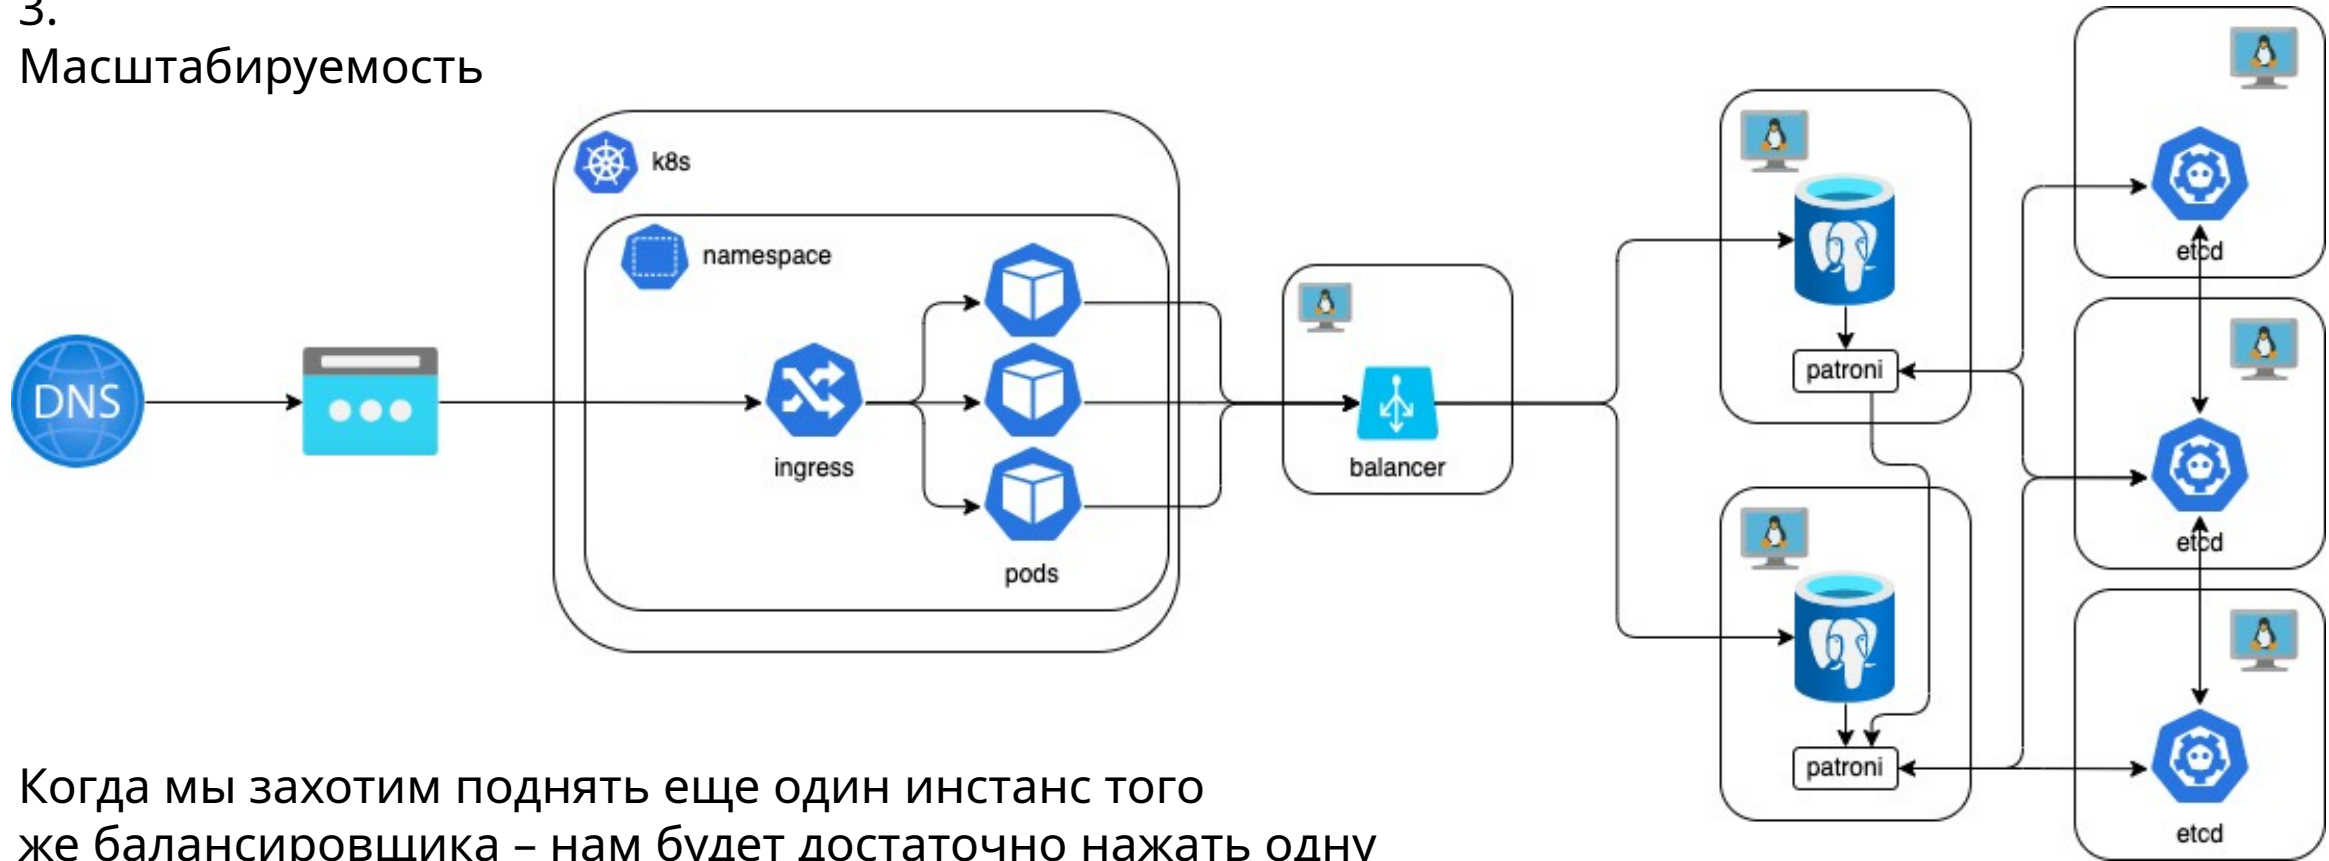 3.
Масштабируемость
k8s
namespace
DNS
ingress
pods
balancer
patroni
patroni
etcd
etcd
etcd
Когда мы захотим поднять еще один инстанс того
же балансировщика – нам будет достаточно нажать одну